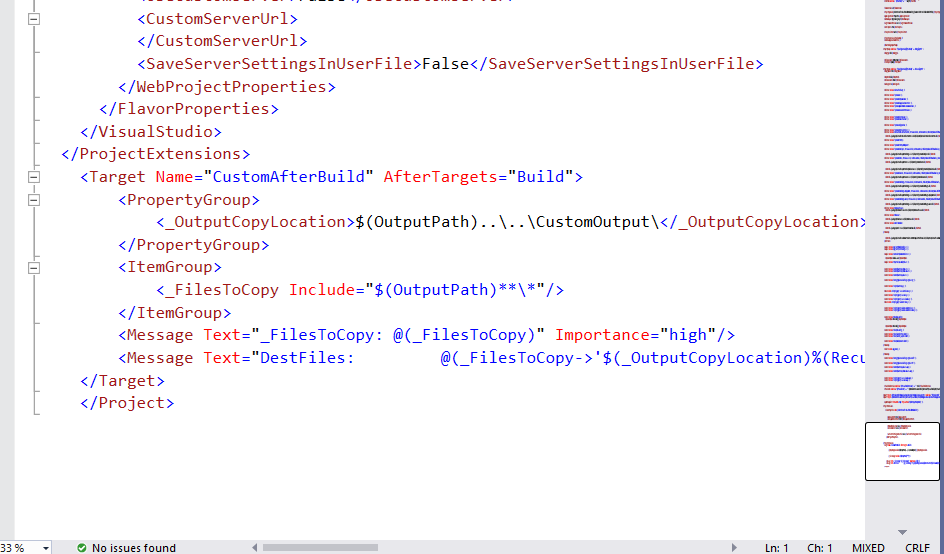 <CustomServerUrl>
</CustomServerUrl>
<SaveServerSettingsInUserFile>False</SaveServerSettingsInUserFile>
</WebProjectProperties>
</FlavorProperties>
</VisualStudio>
</ProjectExtensions>
<Target Name="CustomAfterBuild" AfterTargets="Build">
<PropertyGroup>
<_OutputCopyLocation>$(OutputPath)..\..\CustomOutput\</_OutputCopyLocation>
</PropertyGroup>
<ItemGroup>
<_FilesToCopy Include="$(OutputPath)**\*"/>
</ItemGroup>
<Message Text="_FilesToCopy: @(_FilesToCopy)" Importance="high"/>
<Message Text="DestFiles: @(_FilesToCopy->'$(_OutputCopyLocation)%(Recu
</Target>
</Project>
33 % No issues found Ln: 1 Ch: 1 MIXED CRLF